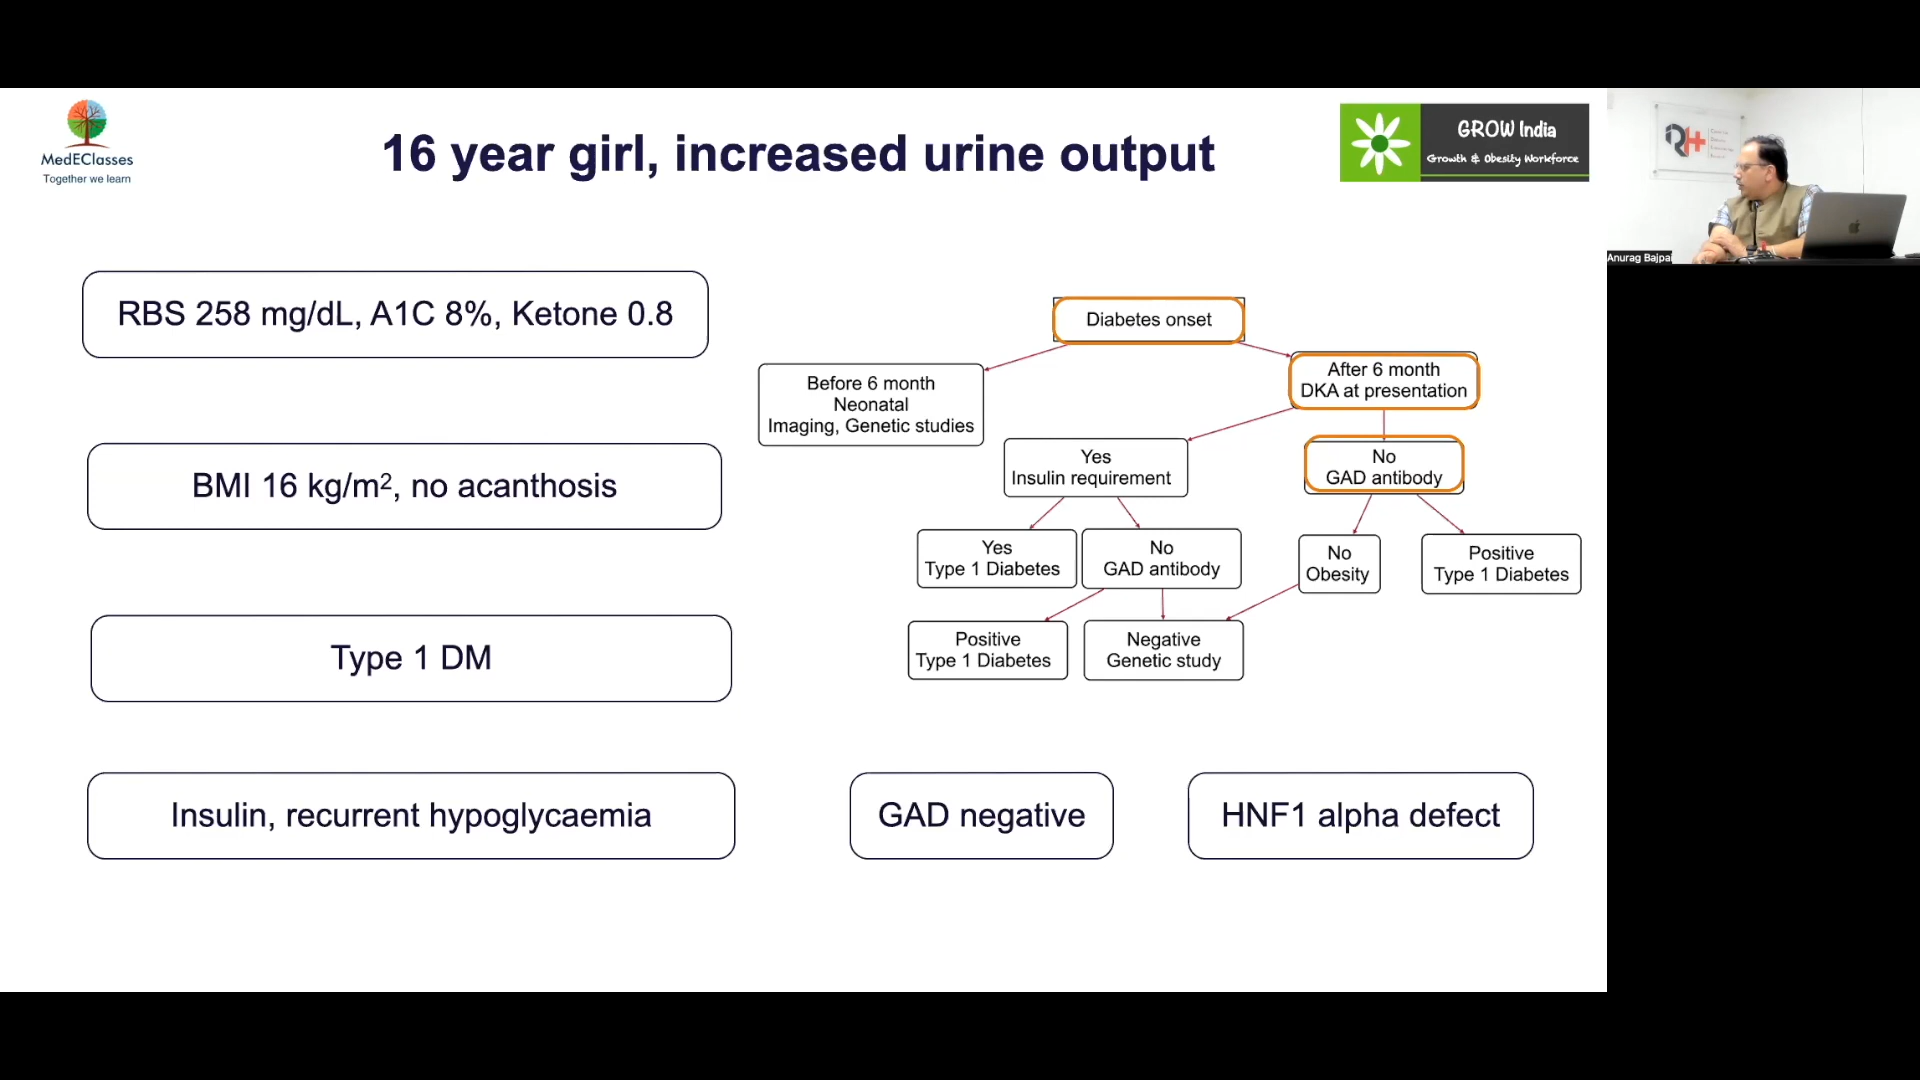 MedEClasses
Together we learn
16 year girl, increased urine output
GROW India
Growth & Obesity Workforce
RH
Anurag Bajpai
RBS 258 mg/dL, A1C 8%, Ketone 0.8
BMI 16 kg/m², no acanthosis
Type 1 DM
Insulin, recurrent hypoglycaemia
Diabetes onset
Before 6 month
Neonatal
Imaging, Genetic studies
After 6 month
DKA at presentation
Yes
Insulin requirement
No
GAD antibody
Yes
Type 1 Diabetes
No
GAD antibody
No
Obesity
Positive
Type 1 Diabetes
Positive
Type 1 Diabetes
Negative
Genetic study
GAD negative
HNF1 alpha defect